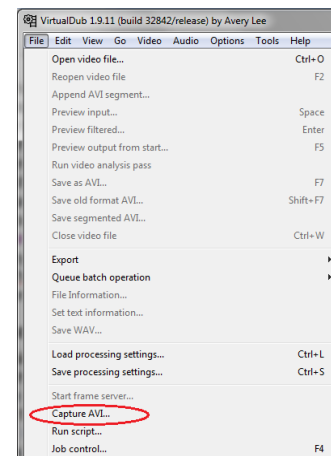 VirtualDub 1.9.11 (build 32842/release) by Avery Lee
File Edit View Go Video Audio Options Tools Help
Open video file... Ctrl+O
Reopen video file F2
Append AVI segment...
Preview input... Space
Preview filtered... Enter
Preview output from start... F5
Run video analysis pass
Save as AVI... F7
Save old format AVI... Shift+F7
Save segmented AVI...
Close video file Ctrl+W
Export
Queue batch operation
File Information...
Set text information...
Save WAV...
Load processing settings... Ctrl+L
Save processing settings... Ctrl+S
Start frame server...
Capture AVI...
Run script...
Job control... F4